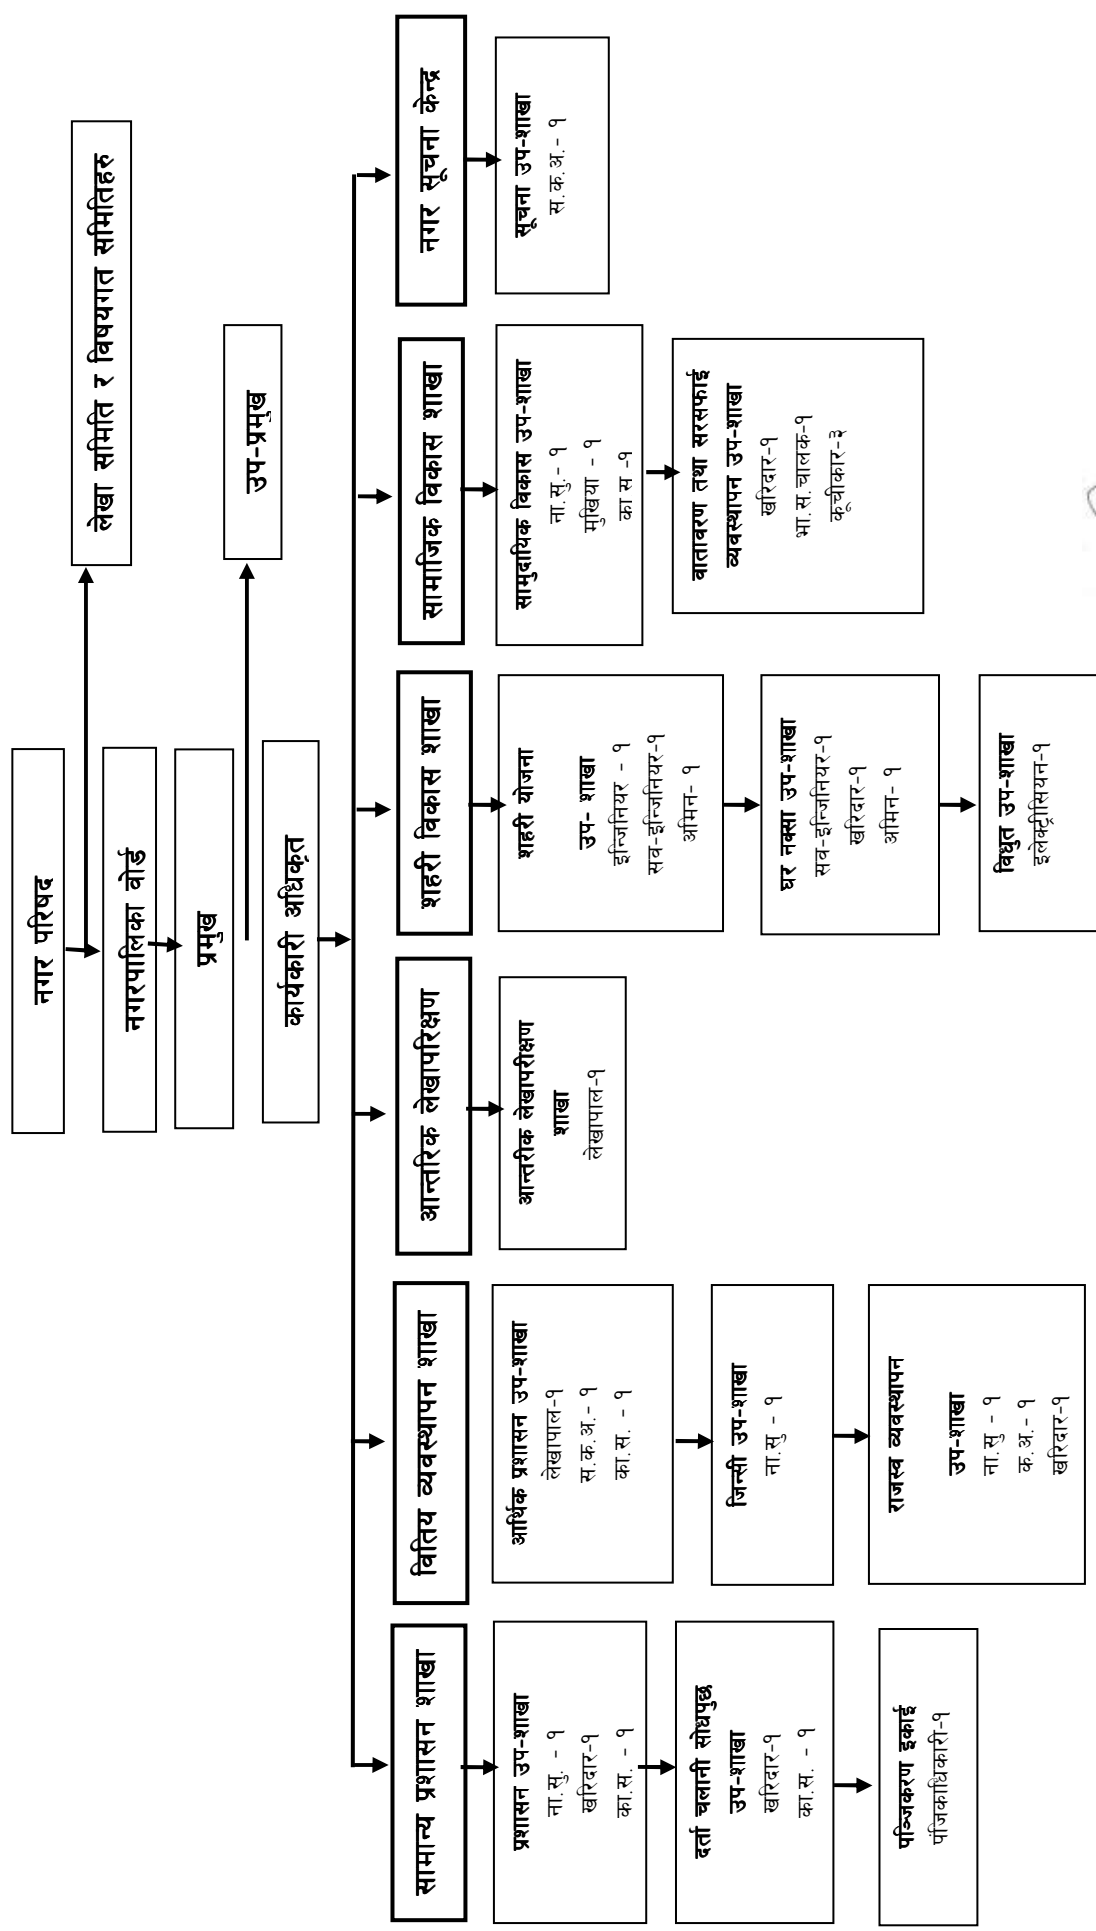 नगर परिषद
लेखा समिति र विषयगत समितिहरु
नगरपालिका वोर्ड
प्रमुख
उप-प्रमुख
कार्यकारी अधिकृत
सामान्य प्रशासन शाखा
प्रशासन उप-शाखा
ना.सु. - १
खरिदार-१
का.स. - १
दर्ता चलानी सोधपुछ
उप-शाखा
खरिदार-१
का.स. - १
पञ्जिकरण इकाई
पंजिकाधिकारी-१
वित्तिय व्यवस्थापन शाखा
आर्थिक प्रशासन उप-शाखा
लेखापाल-१
स.क.अ.- १
का.स. - १
जिन्सी उप-शाखा
ना.सु - १
राजस्व व्यवस्थापन
उप-शाखा
ना.सु - १
क.अ.- १
खरिदार-१
आन्तरिक लेखापरिक्षण
आन्तरीक लेखापरीक्षण
शाखा
लेखापाल-१
शहरी विकास शाखा
शहरी योजना
उप- शाखा
इन्जिनियर - १
सव-इन्जिनियर-१
अमिन- १
घर नक्सा उप-शाखा
सव-इन्जिनियर-१
खरिदार-१
अमिन- १
विधुत उप-शाखा
इलेक्ट्रीसियन-१
सामाजिक विकास शाखा
सामुदायिक विकास उप-शाखा
ना.सु.- १
मुखिया - १
का स -१
वातावरण तथा सरसफाई
व्यवस्थापन उप-शाखा
खरिदार-१
भा.स.चालक-१
कूचीकार-३
नगर सूचना केन्द्र
सूचना उप-शाखा
स.क.अ.- १